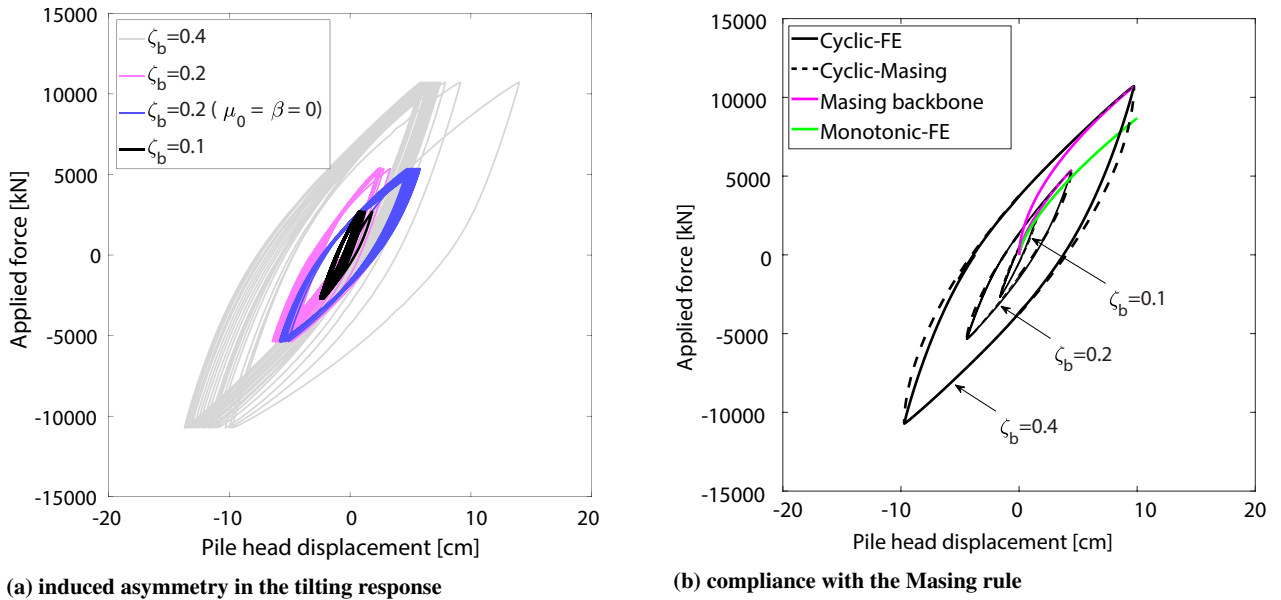 15000
10000
5000
0
-5000
-10000
-15000
-20
-10
0
10
20
Applied force [kN]
Pile head displacement [cm]
ζb=0.4
ζb=0.2
ζb=0.2 ( μ0 = β=0)
ζb=0.1
(a) induced asymmetry in the tilting response
15000
10000
5000
0
-5000
-10000
-15000
-20
-10
0
10
20
Applied force [kN]
Pile head displacement [cm]
Cyclic-FE
Cyclic-Masing
Masing backbone
Monotonic-FE
ζb=0.1
ζb=0.2
ζb=0.4
(b) compliance with the Masing rule